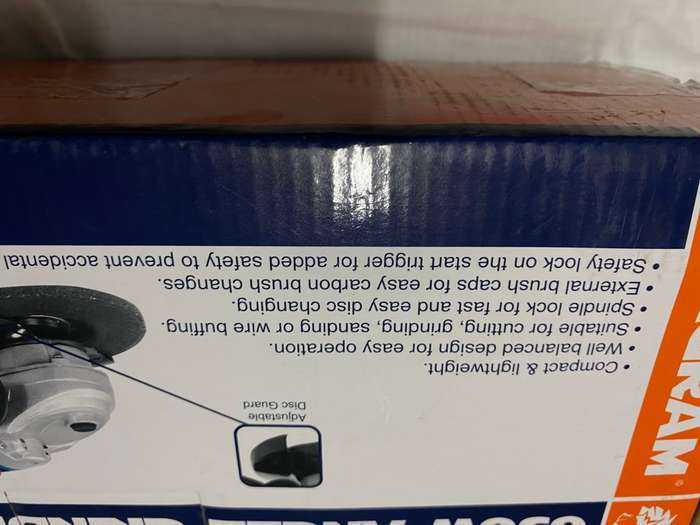 ANGLE
RAM®
Adjustable
Disc Guard
• Compact & lightweight.
• Well balanced design for easy operation.
• Suitable for cutting, grinding, sanding or wire buffing.
• Spindle lock for fast and easy disc changing.
• External brush caps for easy carbon brush changes.
• Safety lock on the start trigger for added safety to prevent accidental